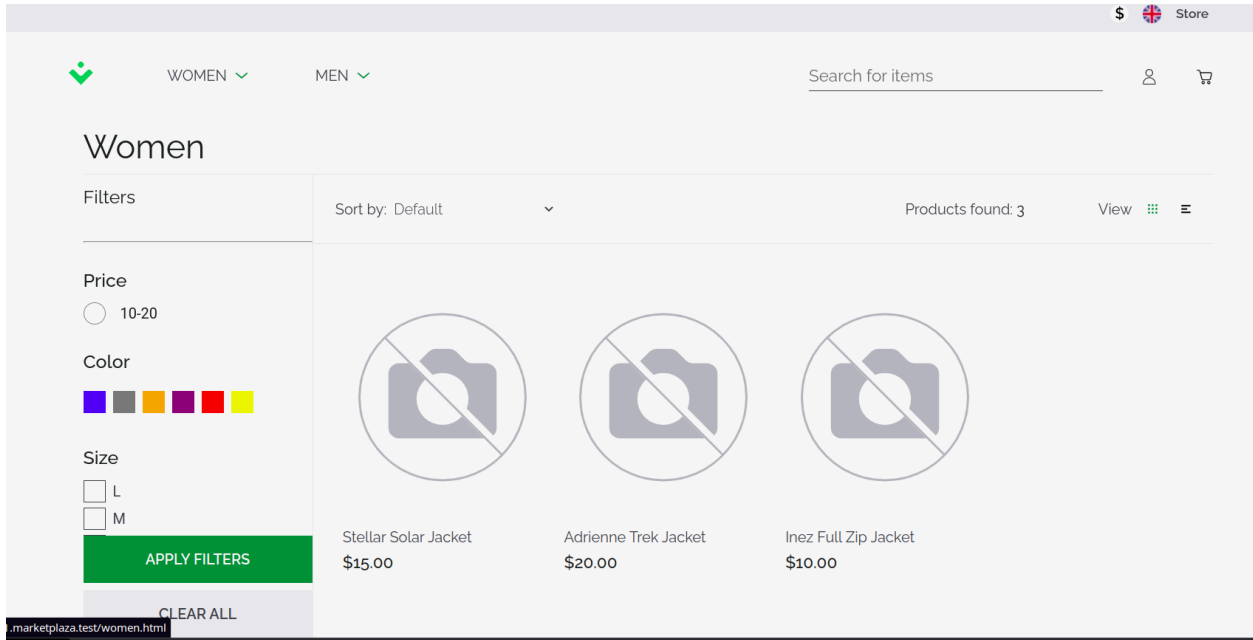 $ Store
WOMEN MEN Search for items
Women
Filters
Sort by: Default Products found: 3 View
Price
10-20
Color
Size
L
M
APPLY FILTERS
CLEAR ALL
Stellar Solar Jacket
$15.00
Adrienne Trek Jacket
$20.00
Inez Full Zip Jacket
$10.00
.marketplaza.test/women.html